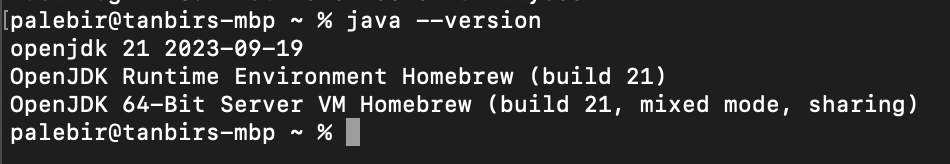 [palebir@tanbirs-mbp ~ % java --version
openjdk 21 2023-09-19
OpenJDK Runtime Environment Homebrew (build 21)
OpenJDK 64-Bit Server VM Homebrew (build 21, mixed mode, sharing)
palebir@tanbirs-mbp ~ %